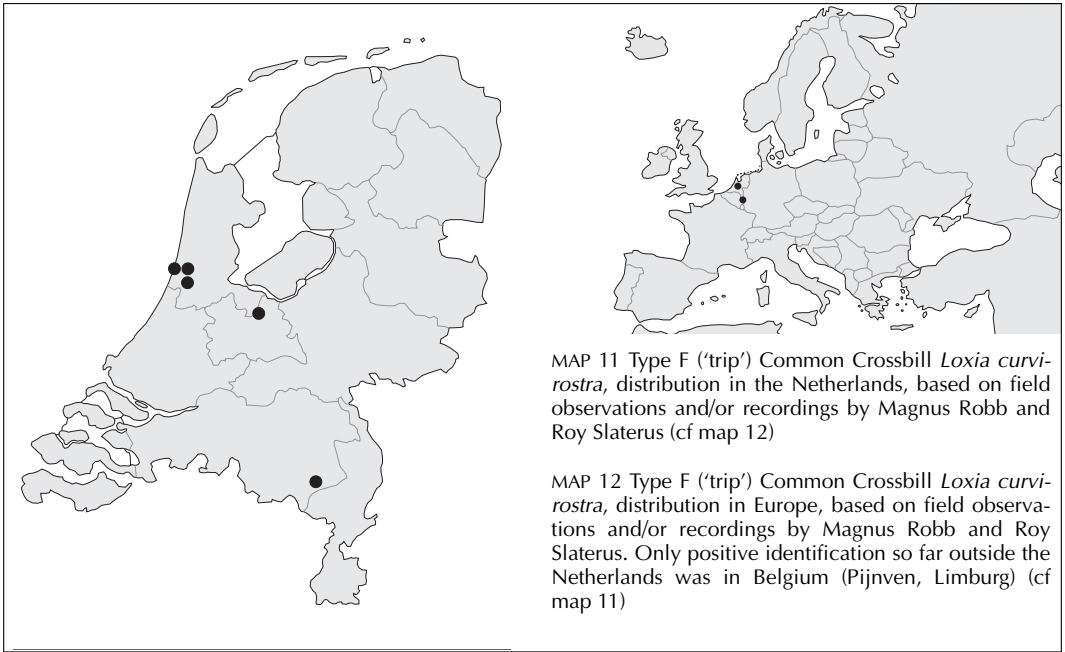 MAP 11 Type F (‘trip’) Common Crossbill Loxia curvi-
rostra, distribution in the Netherlands, based on field
observations and/or recordings by Magnus Robb and
Roy Slaterus (cf map 12)
MAP 12 Type F (‘trip’) Common Crossbill Loxia curvi-
rostra, distribution in Europe, based on field observa-
tions and/or recordings by Magnus Robb and Roy
Slaterus. Only positive identification so far outside the
Netherlands was in Belgium (Pijnven, Limburg) (cf
map 11)